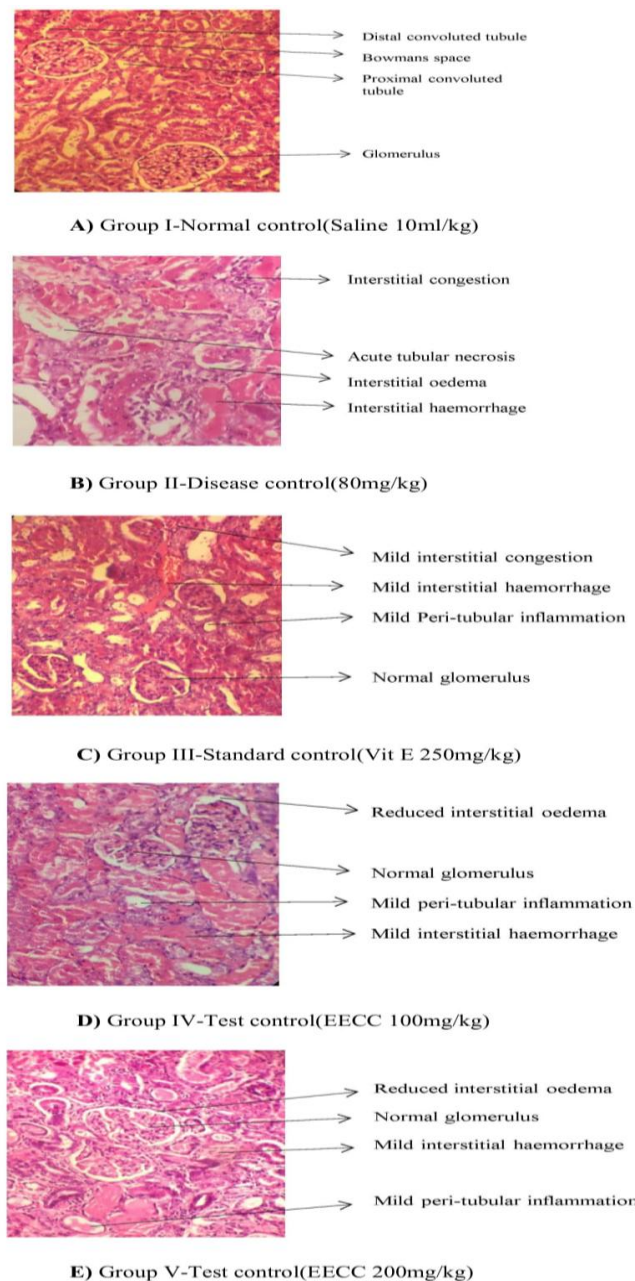 Distal convoluted tubule
Bowmans space
Proximal convoluted
tubule
Glomerulus
A) Group I-Normal control(Saline 10ml/kg)
Interstitial congestion
Acute tubular necrosis
Interstitial oedema
Interstitial haemorrhage
B) Group II-Disease control(80mg/kg)
Mild interstitial congestion
Mild interstitial haemorrhage
Mild Peri-tubular inflammation
Normal glomerulus
C) Group III-Standard control(Vit E 250mg/kg)
Reduced interstitial oedema
Normal glomerulus
Mild peri-tubular inflammation
Mild interstitial haemorrhage
D) Group IV-Test control(EECC 100mg/kg)
Reduced interstitial oedema
Normal glomerulus
Mild interstitial haemorrhage
Mild peri-tubular inflammation
E) Group V-Test control(EECC 200mg/kg)